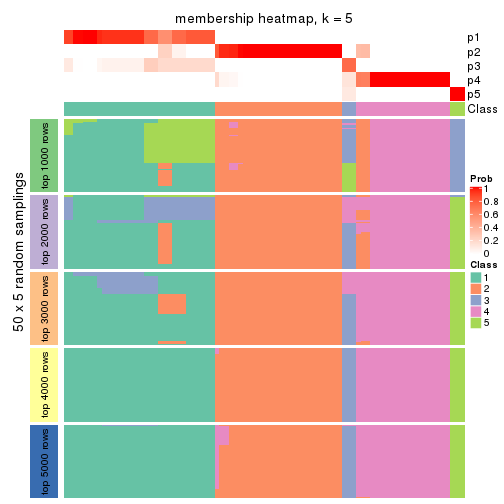 membership heatmap, k = 5
p1
p2
p3
p4
p5
Class
50 x 5 random samplings
top 1000 rows
top 2000 rows
top 3000 rows
top 4000 rows
top 5000 rows
Prob
1
0.8
0.6
0.4
0.2
0
Class
1
2
3
4
5